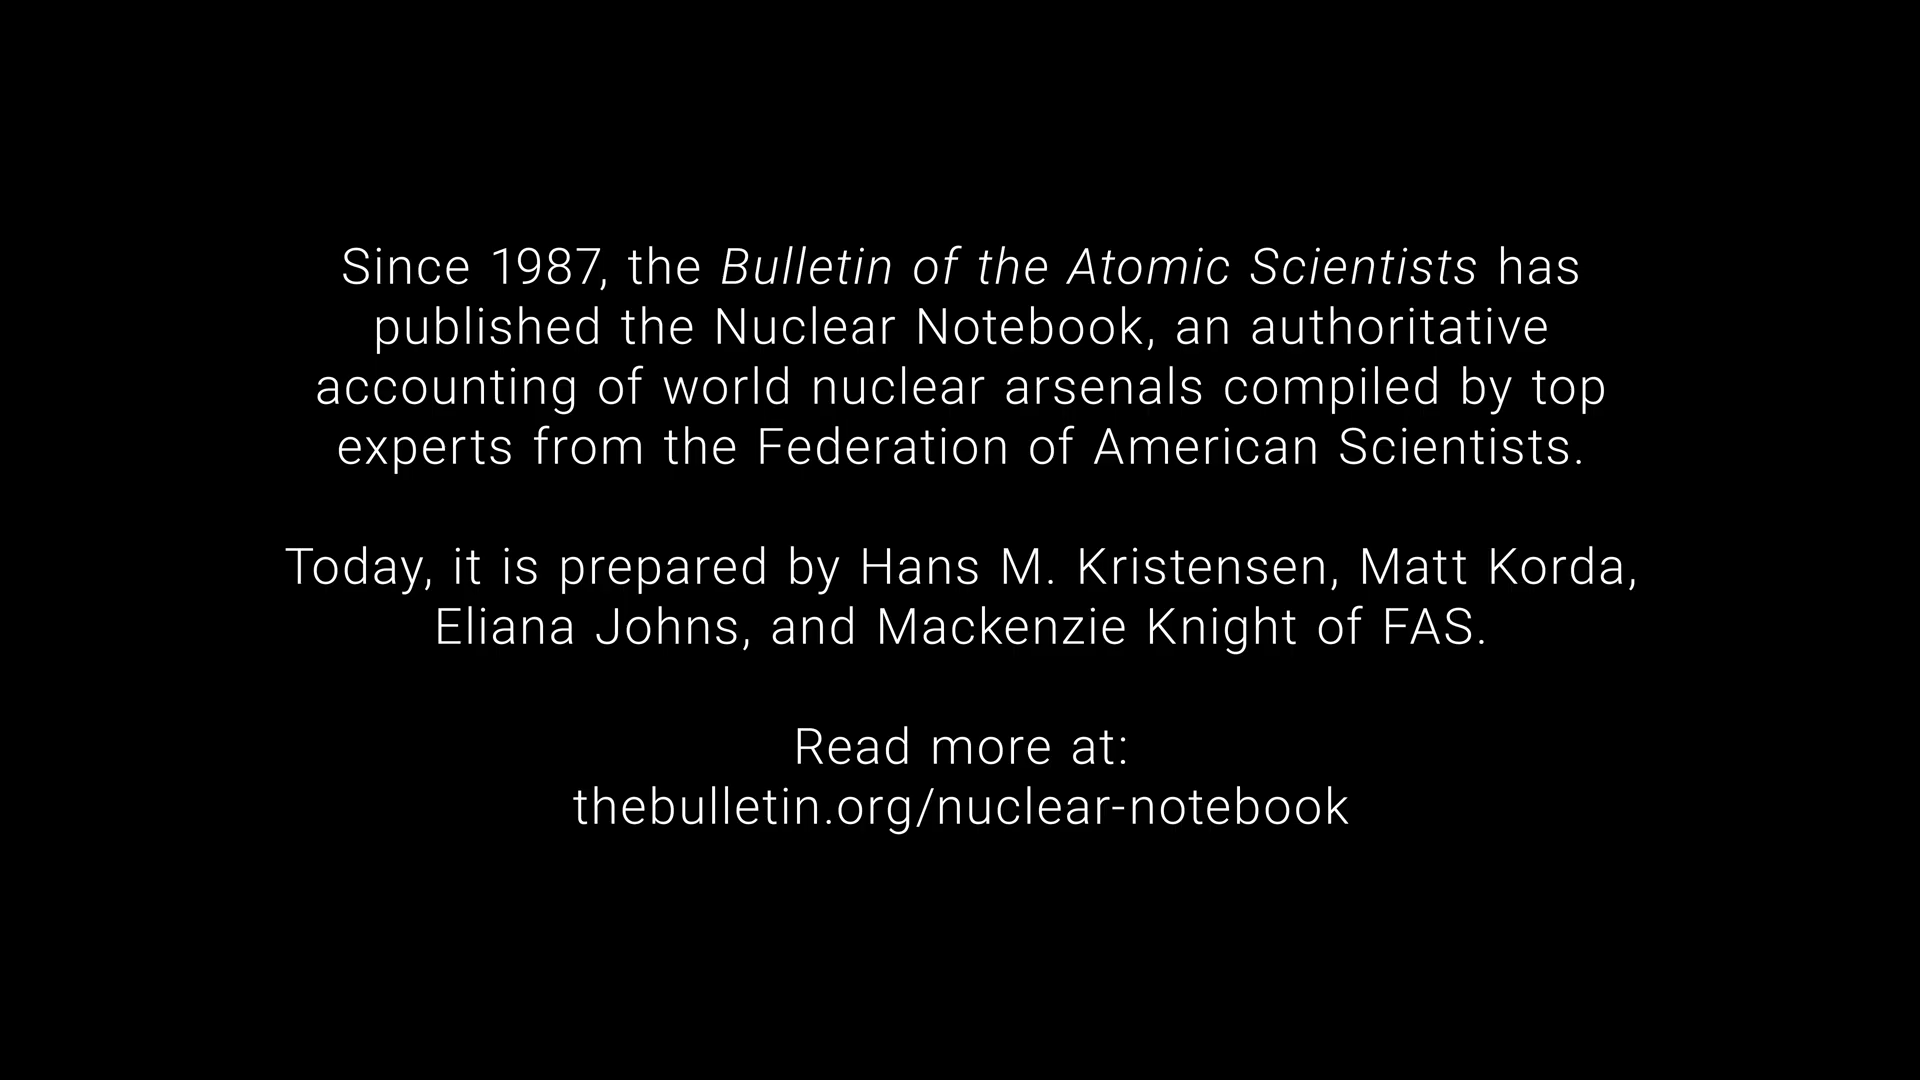 Since 1987, the Bulletin of the Atomic Scientists has
published the Nuclear Notebook, an authoritative
accounting of world nuclear arsenals compiled by top
experts from the Federation of American Scientists.
Today, it is prepared by Hans M. Kristensen, Matt Korda,
Eliana Johns, and Mackenzie Knight of FAS.
Read more at:
thebulletin.org/nuclear-notebook